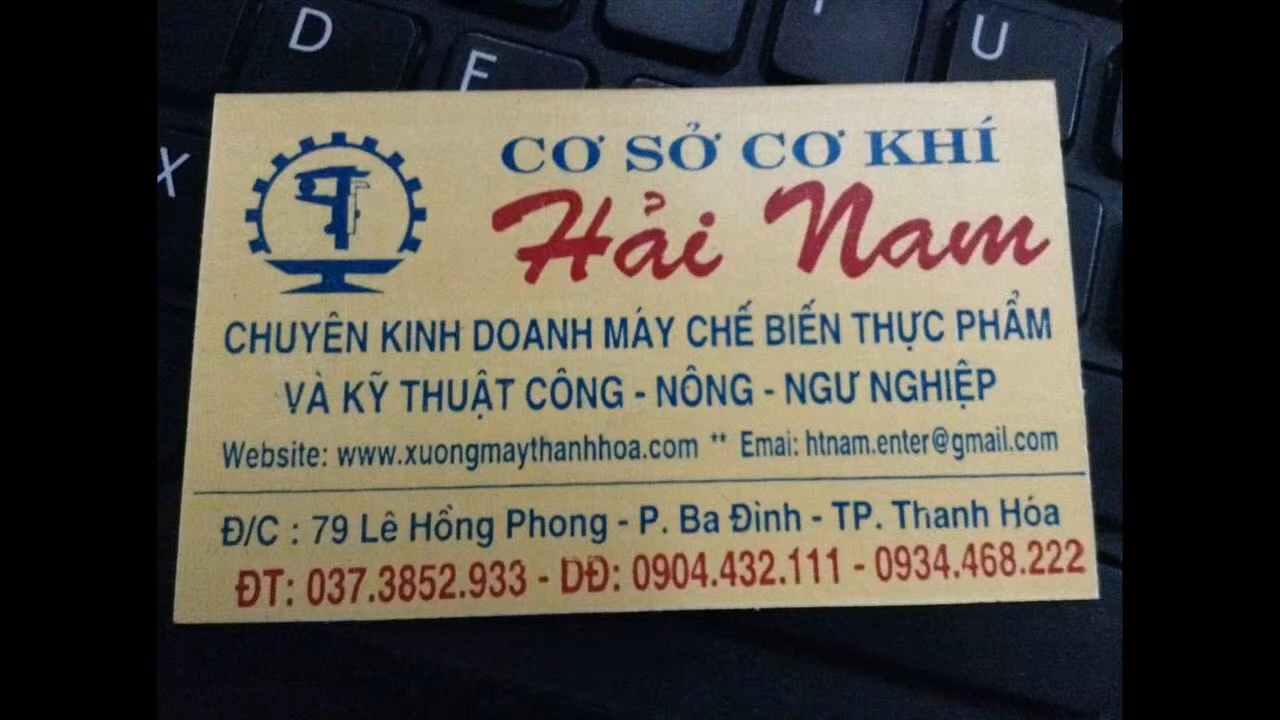 D
F
U
X
CƠ SỞ CƠ KHÍ
Hải Nam
CHUYÊN KINH DOANH MÁY CHẾ BIẾN THỰC PHẨM
VÀ KỸ THUẬT CÔNG - NÔNG - NGƯ NGHIỆP
Website: www.xuongmaythanhhoa.com ** Emai: htnam.enter@gmail.com
Đ/C : 79 Lê Hồng Phong - P. Ba Đình - TP. Thanh Hóa
ĐT: 037.3852.933 - DĐ: 0904.432.111 - 0934.468.222